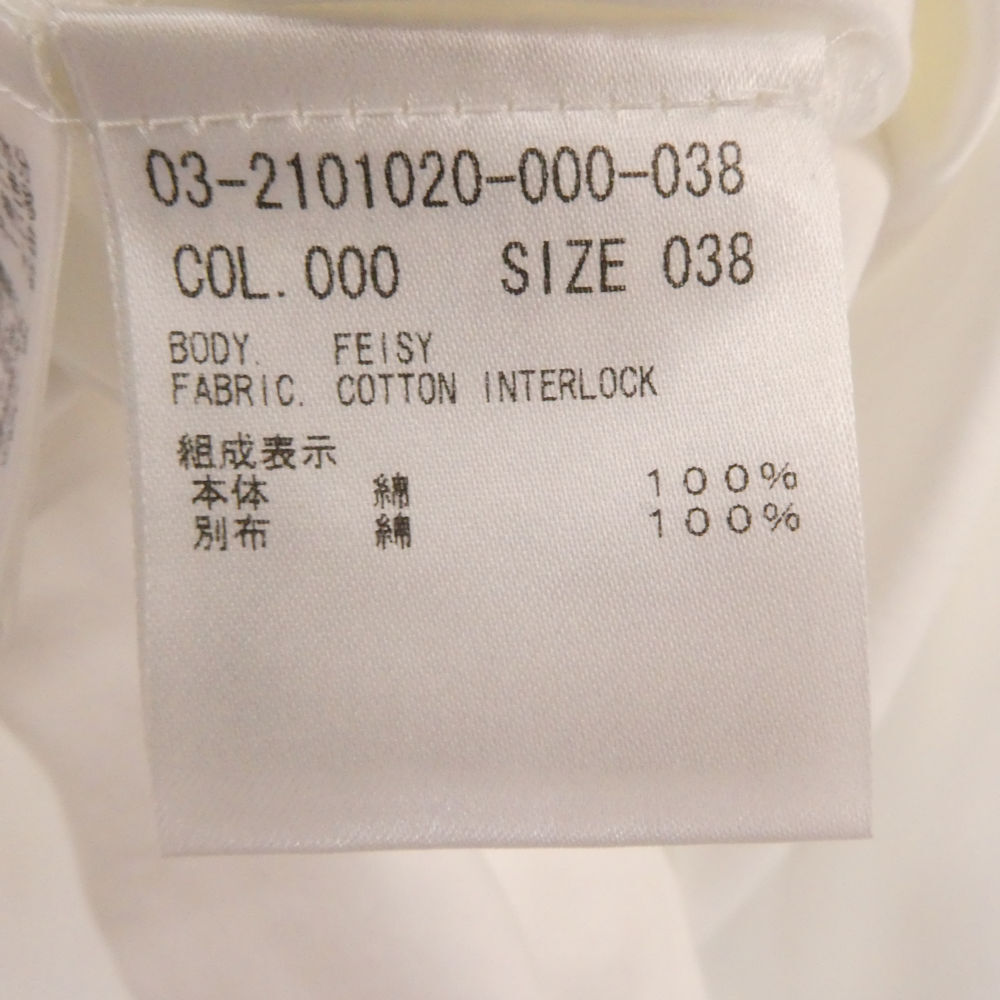 03-2101020-000-038
COL. 000 SIZE 038
BODY. FEISY
FABRIC. COTTON INTERLOCK
組成表示
本体 綿 100%
別布 綿 100%